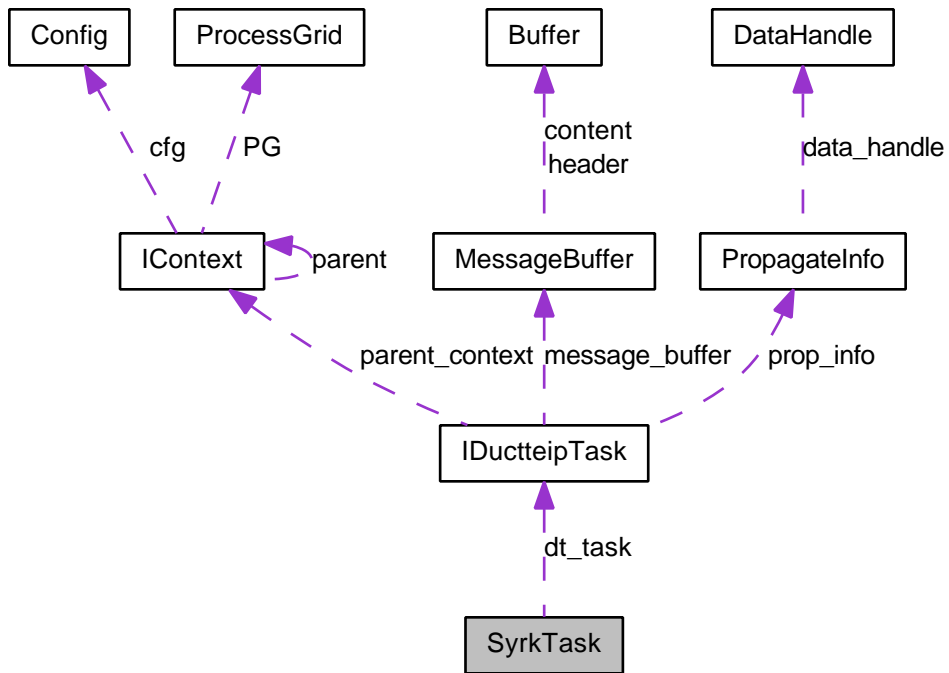 Config
ProcessGrid
Buffer
DataHandle
cfg
PG
content
header
data_handle
IContext
parent
MessageBuffer
PropagateInfo
parent_context
message_buffer
prop_info
IDuctteipTask
dt_task
SyrkTask